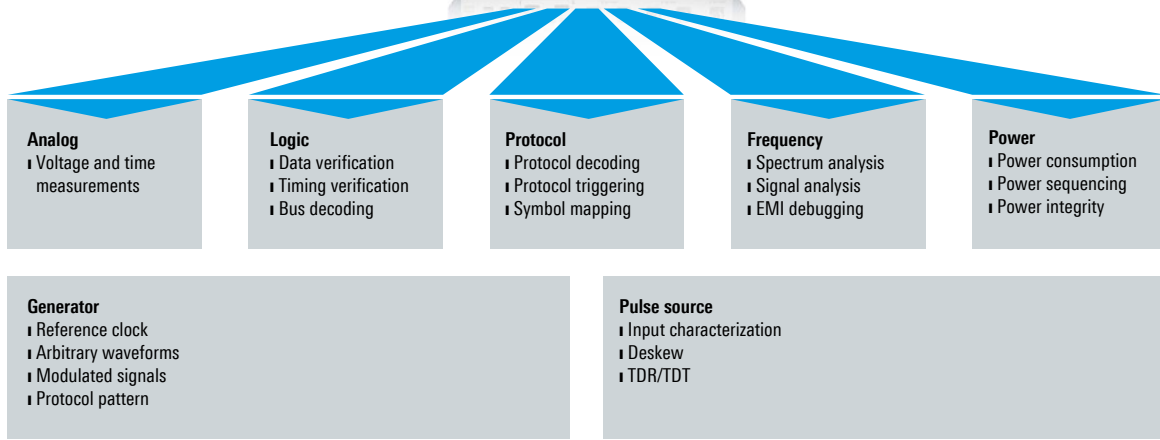 Analog
Voltage and time
measurements
Logic
Data verification
Timing verification
Bus decoding
Protocol
Protocol decoding
Protocol triggering
Symbol mapping
Frequency
Spectrum analysis
Signal analysis
EMI debugging
Power
Power consumption
Power sequencing
Power integrity
Generator
Reference clock
Arbitrary waveforms
Modulated signals
Protocol pattern
Pulse source
Input characterization
Deskew
TDR/TDT